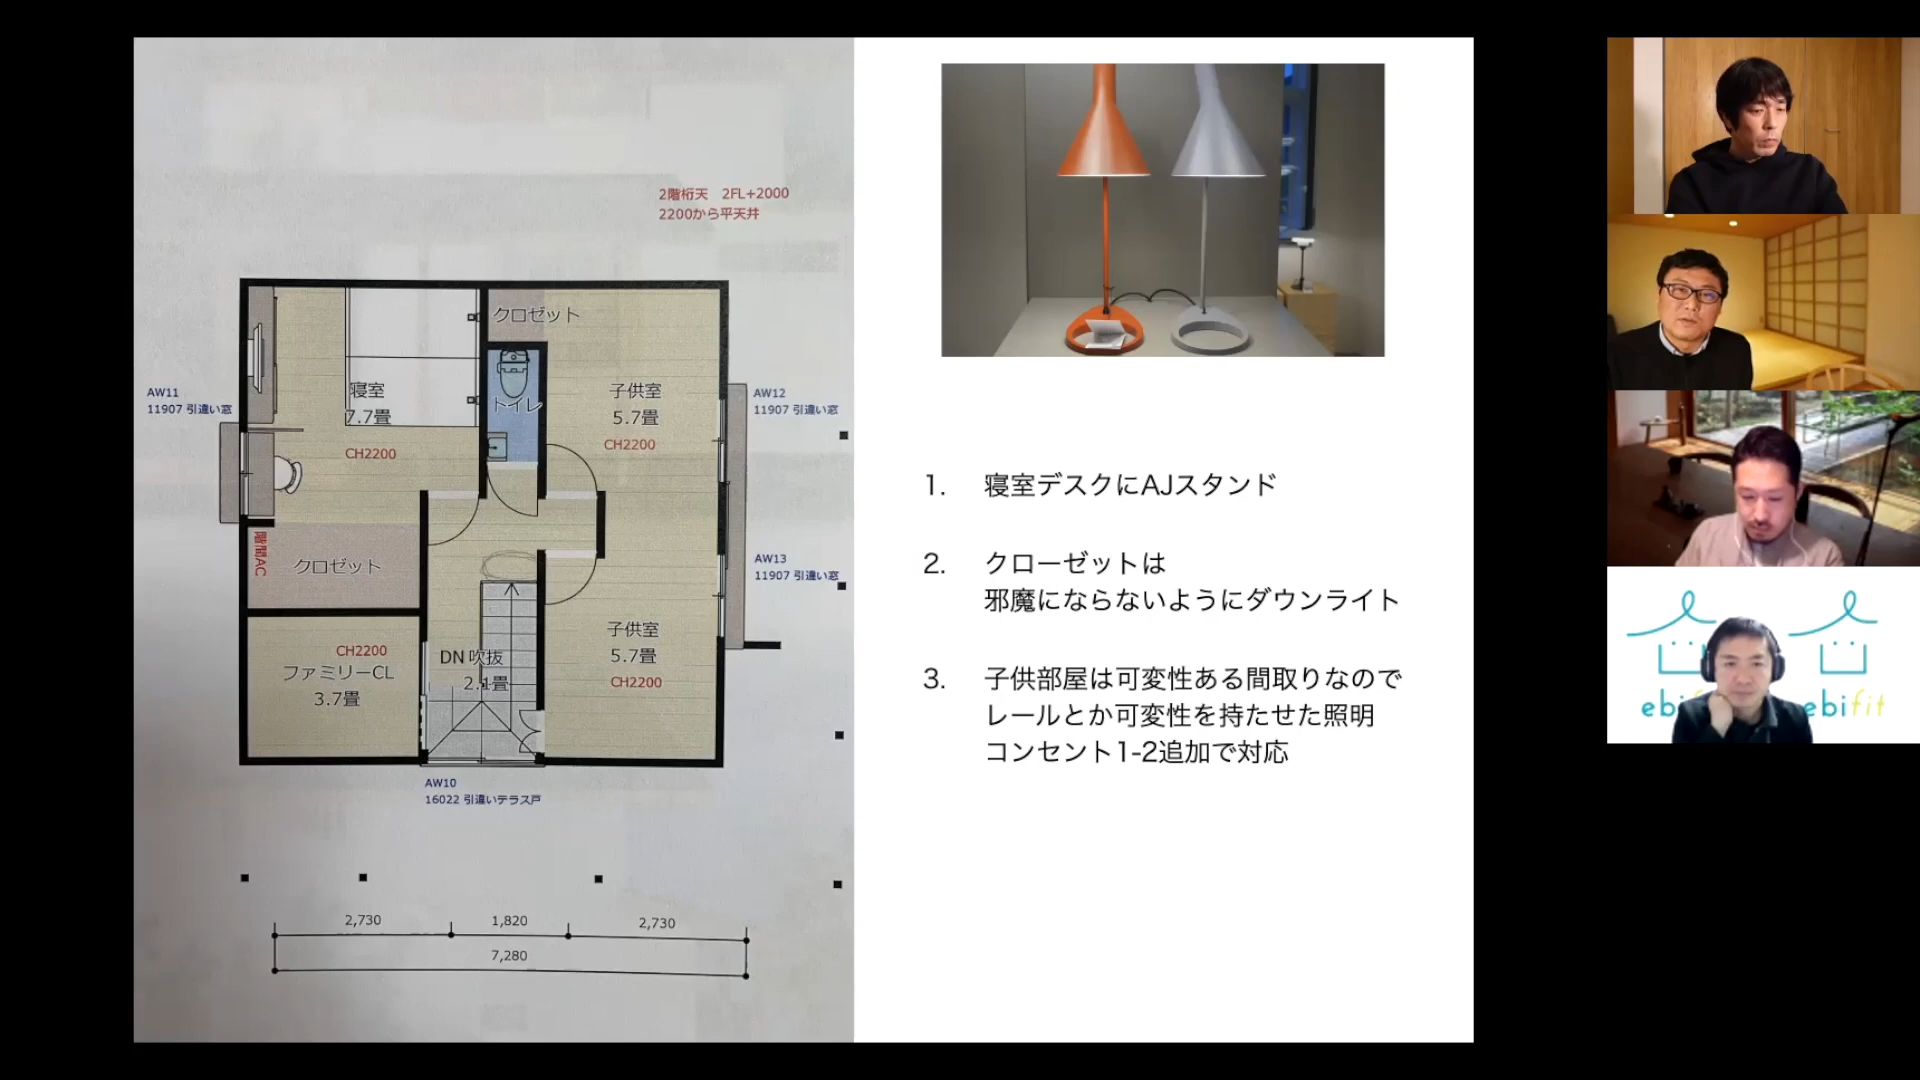 2階桁天 2FL+2000
2200から平天井
クロゼット
AW11
11907 引違い窓
寝室
7.7畳
CH2200
トイレ
子供室
5.7畳
CH2200
AW12
11907 引違い窓
階間AC
クロゼット
AW13
11907 引違い窓
CH2200
ファミリーCL
3.7畳
DN 吹抜
2.1畳
子供室
5.7畳
CH2200
AW10
16022 引違いテラス戸
2,730
1,820
2,730
7,280
1. 寝室デスクにAJスタンド
2. クローゼットは
邪魔にならないようにダウンライト
3. 子供部屋は可変性ある間取りなので
レールとか可変性を持たせた照明
コンセント1-2追加で対応
ebifit